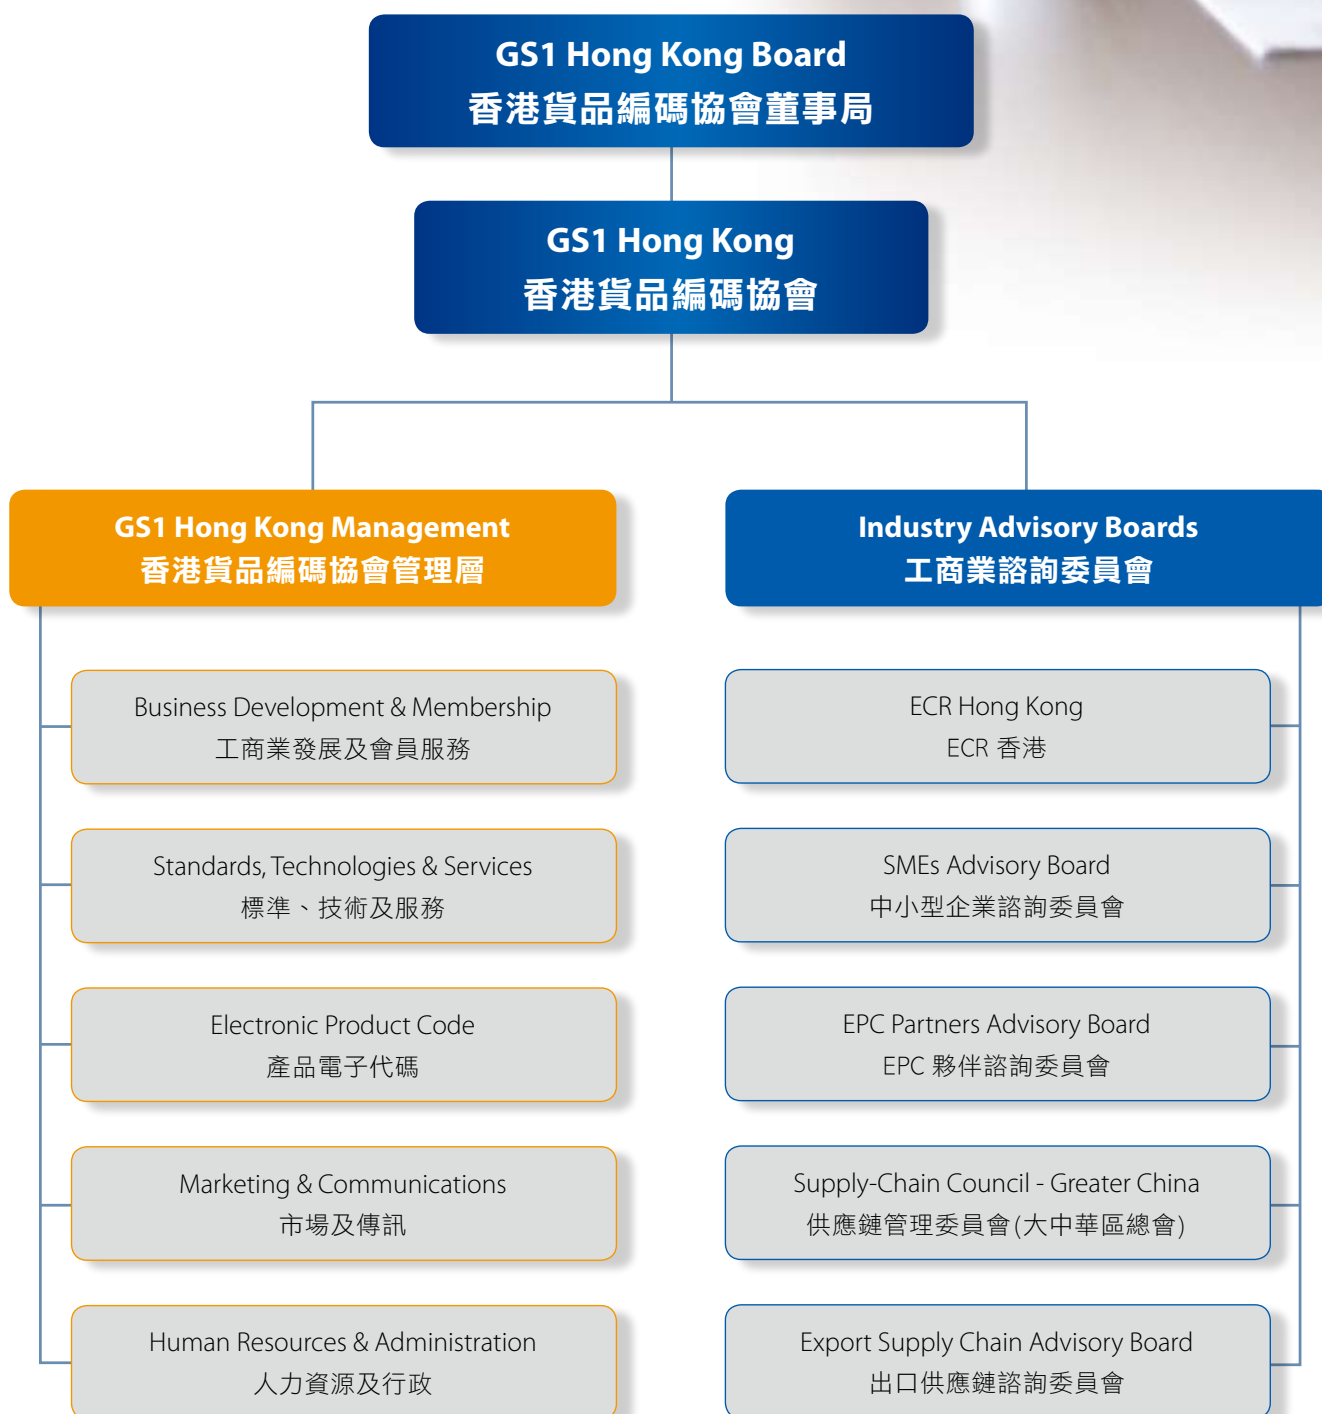 GS1 Hong Kong Board
香港貨品編碼協會董事局
GS1 Hong Kong
香港貨品編碼協會
GS1 Hong Kong Management
香港貨品編碼協會管理層
Business Development & Membership
工商業發展及會員服務
Standards, Technologies & Services
標準、技術及服務
Electronic Product Code
產品電子代碼
Marketing & Communications
市場及傳訊
Human Resources & Administration
人力資源及行政
Industry Advisory Boards
工商業諮詢委員會
ECR Hong Kong
ECR 香港
SMEs Advisory Board
中小型企業諮詢委員會
EPC Partners Advisory Board
EPC 夥伴諮詢委員會
Supply-Chain Council - Greater China
供應鏈管理委員會(大中華區總會)
Export Supply Chain Advisory Board
出口供應鏈諮詢委員會